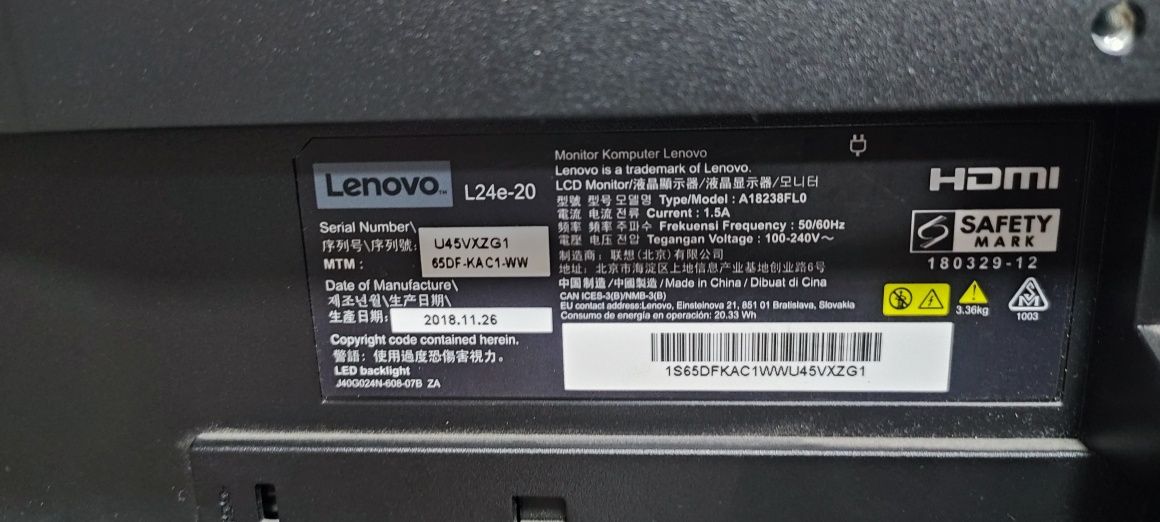 Lenovo™ L24e-20
Serial Number\
序列号\序列號: U45VXZG1
MTM : 65DF-KAC1-WW
Date of Manufacture\
제조년월\生产日期\
生產日期: 2018.11.26
Copyright code contained herein.
警語: 使用過度恐傷害視力。
LED backlight
J40G024N-608-07B ZA
Monitor Komputer Lenovo
Lenovo is a trademark of Lenovo.
LCD Monitor/液晶顯示器/液晶显示器/모니터
型號 型号 모델명 Type/Model : A18238FL0
電流 电流 전류 Current : 1.5A
頻率 频率 주파수 Frekuensi Frequency : 50/60Hz
電壓 电压 전압 Tegangan Voltage : 100-240V～
制造商: 联想 (北京) 有限公司
地址: 北京市海淀区上地信息产业基地创业路6号
中国制造/中國製造/Made in China / Dibuat di Cina
CAN ICES-3(B)/NMB-3(B)
EU contact address:Lenovo, Einsteinova 21, 851 01 Bratislava, Slovakia
Consumo de energía en operación: 20.33 Wh
1S65DFKAC1WWU45VXZG1
HDMI
SAFETY
MARK
180329-12
3.36kg
1003